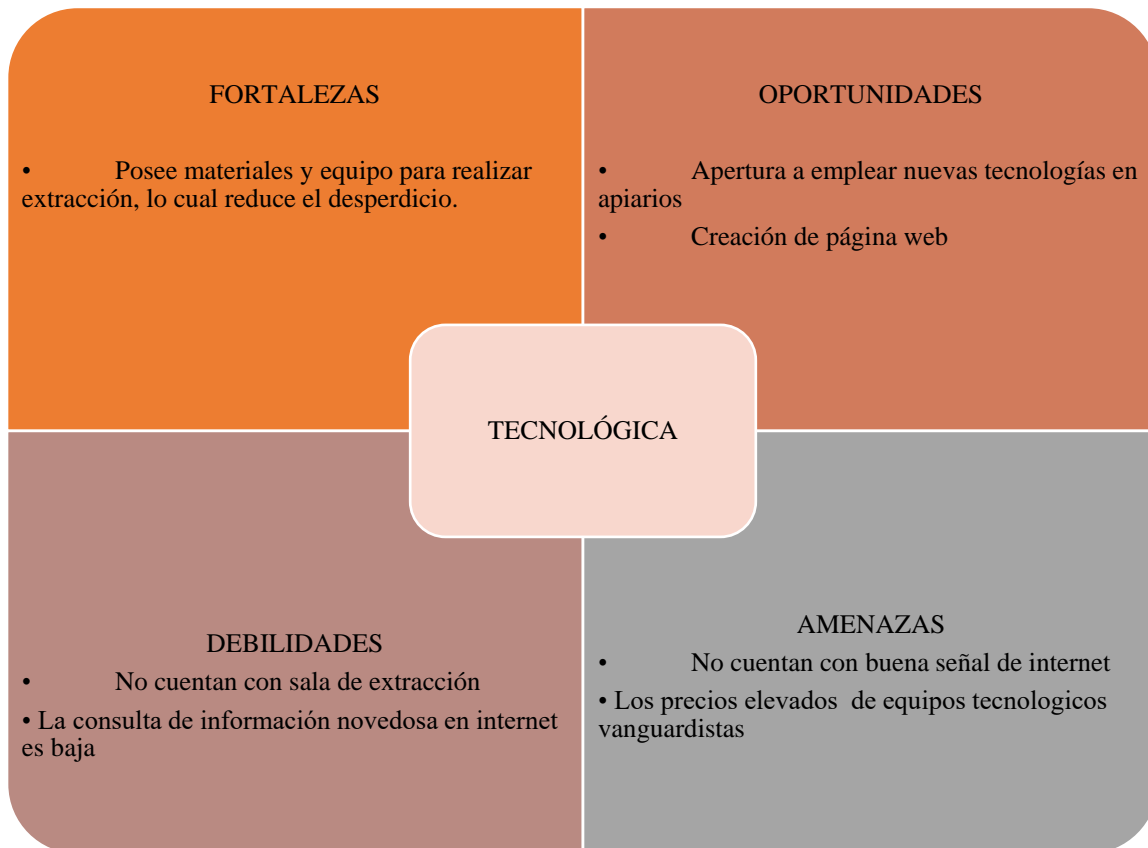 FORTALEZAS
• Posee materiales y equipo para realizar
extracción, lo cual reduce el desperdicio.
OPORTUNIDADES
• Apertura a emplear nuevas tecnologías en
apiarios
• Creación de página web
TECNOLÓGICA
DEBILIDADES
• No cuentan con sala de extracción
• La consulta de información novedosa en internet
es baja
AMENAZAS
• No cuentan con buena señal de internet
• Los precios elevados de equipos tecnologicos
vanguardistas